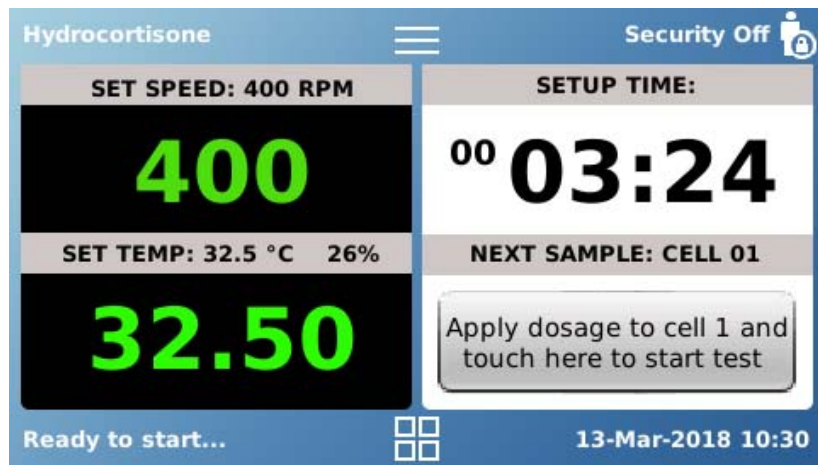 Hydrocortisone
Security Off
SET SPEED: 400 RPM
400
SET TEMP: 32.5 °C 26%
32.50
SETUP TIME:
00 03:24
NEXT SAMPLE: CELL 01
Apply dosage to cell 1 and
touch here to start test
Ready to start...
13-Mar-2018 10:30